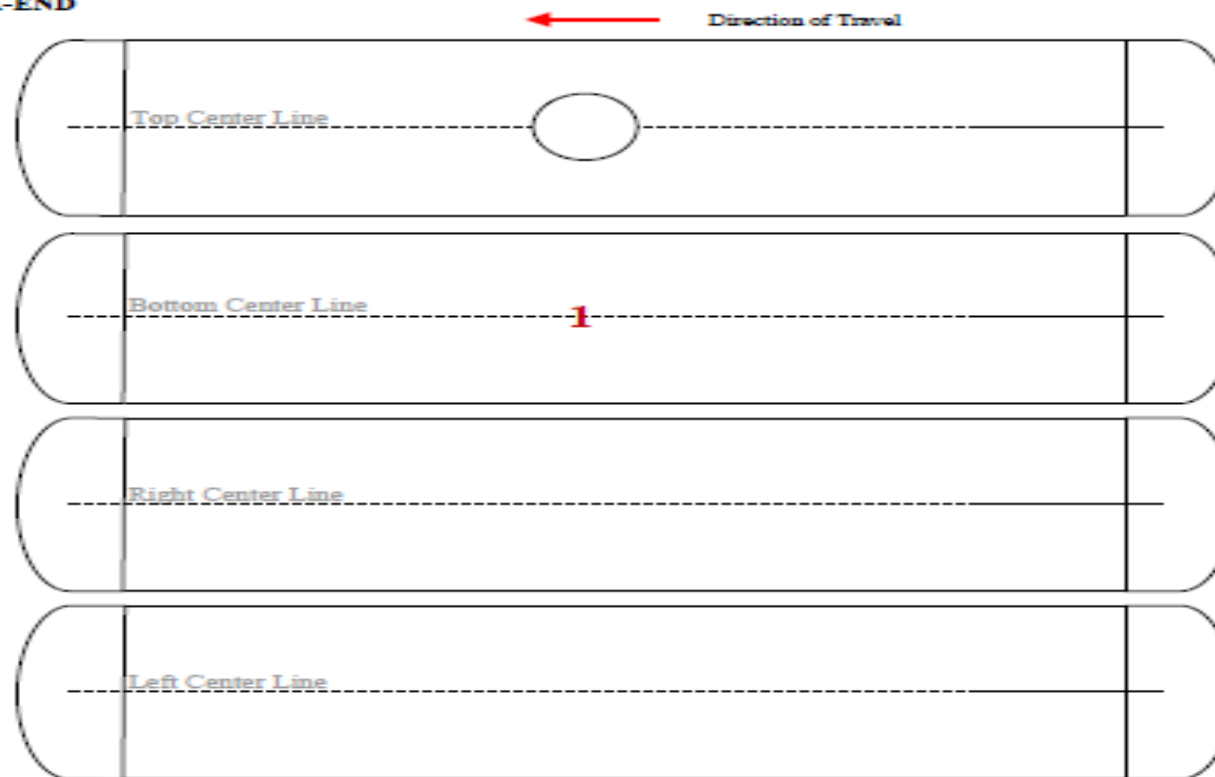 -END
Direction of Travel
Top Center Line
Bottom Center Line
1
Right Center Line
Left Center Line